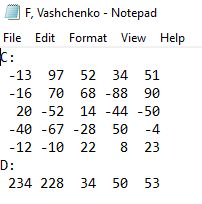 F, Vashchenko - Notepad
File Edit Format View Help
C:
-13 97 52 34 51
-16 70 68 -88 90
20 -52 14 -44 -50
-40 -67 -28 50 -4
-12 -10 22 8 23
D:
234 228 34 50 53